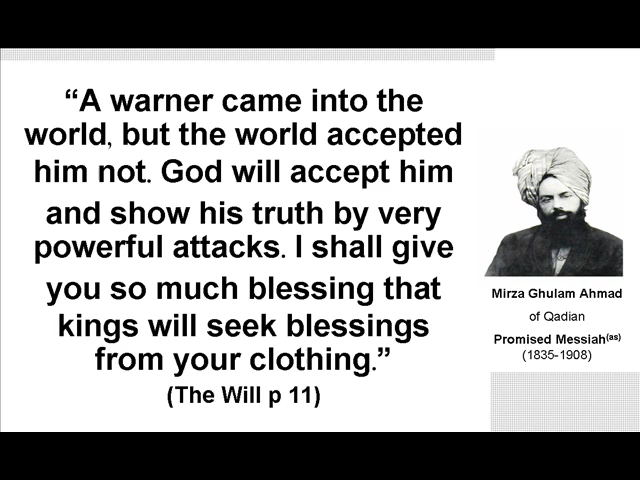 “A warner came into the
world, but the world accepted
him not. God will accept him
and show his truth by very
powerful attacks. I shall give
you so much blessing that
kings will seek blessings
from your clothing.”
(The Will p 11)
Mirza Ghulam Ahmad
of Qadian
Promised Messiah(as)
(1835-1908)